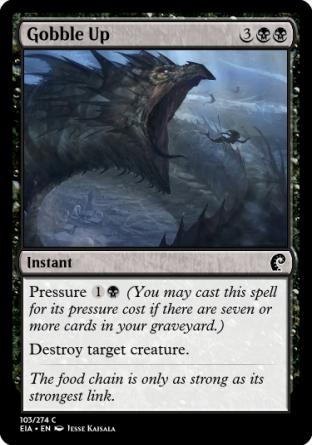 Gobble Up 3
Instant
Pressure 1 (You may cast this spell
for its pressure cost if there are seven or
more cards in your graveyard.)
Destroy target creature.
The food chain is only as strong as its
strongest link.
103/274 C
EIA • EN Jesse Kaisala